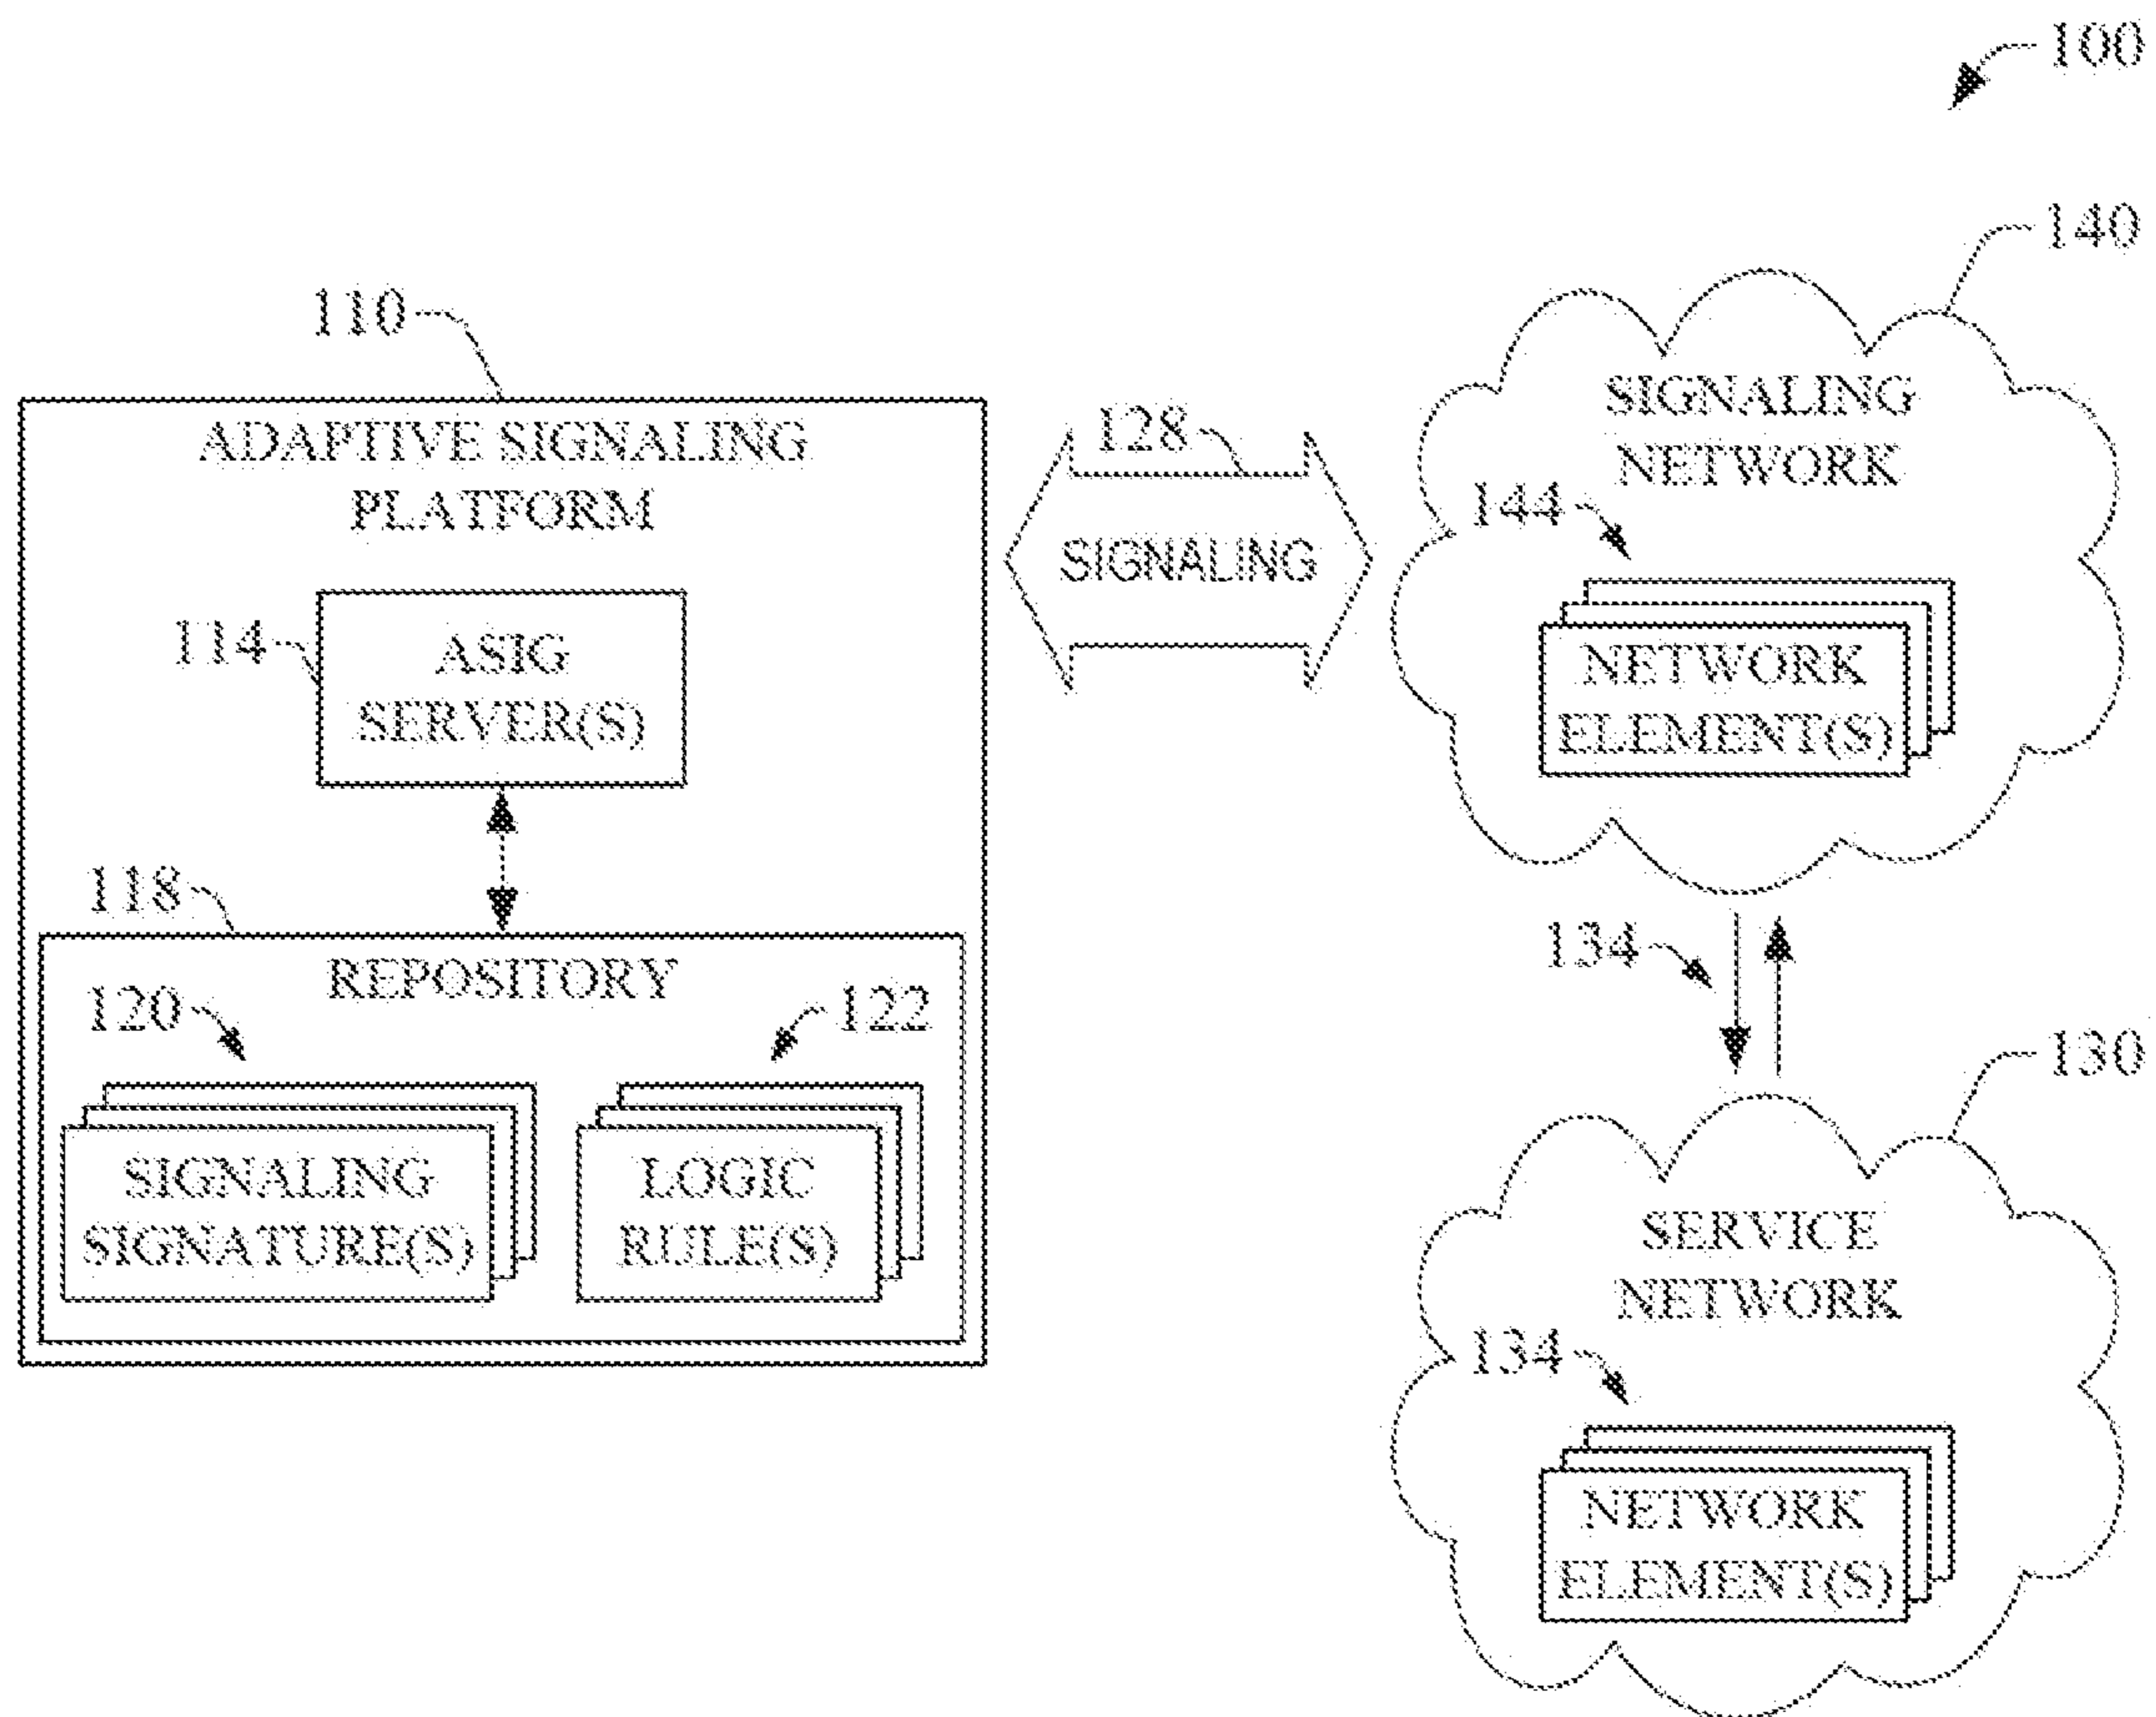 100
140
110
ADAPTIVE SIGNALING
PLATFORM
128
SIGNALING
SIGNALING
NETWORK
144
NETWORK
ELEMENT(S)
114
ASIG
SERVER(S)
118
REPOSITORY
120
122
SIGNALING
SIGNATURE(S)
LOGIC
RULE(S)
134
130
SERVICE
NETWORK
134
NETWORK
ELEMENT(S)